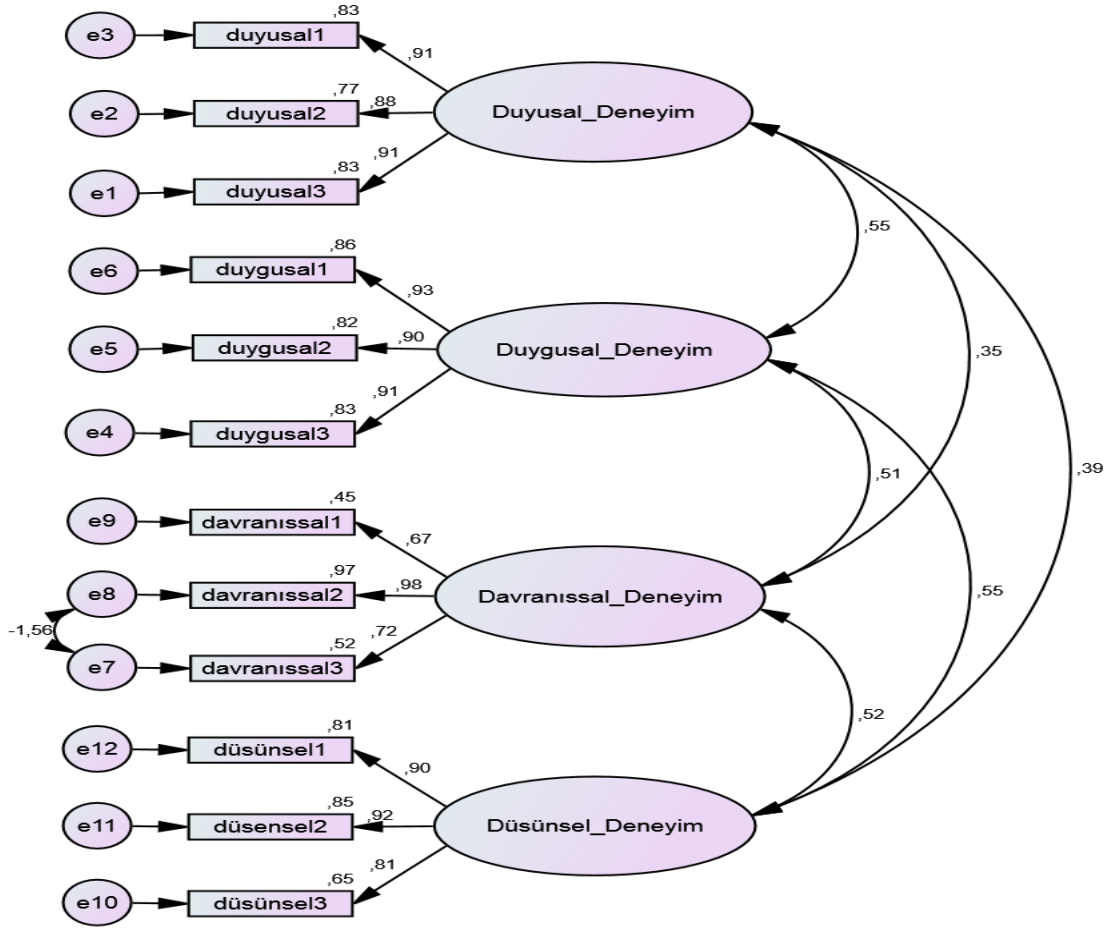 ,83
e3
duyusal1
,91
,77
e2
duyusal2
,88
Duyusal_Deneyim
,91
,83
e1
duyusal3
,55
,86
e6
duygusal1
,93
,82
e5
duygusal2
,90
Duygusal_Deneyim
,35
,91
,83
e4
duygusal3
,51
,39
,45
e9
davranıssal1
,67
,97
e8
davranıssal2
,98
Davranıssal_Deneyim
,55
-1,56
,72
,52
e7
davranıssal3
,52
,81
e12
düsünsel1
,90
,85
e11
düsensel2
,92
Düsünsel_Deneyim
,81
,65
e10
düsünsel3